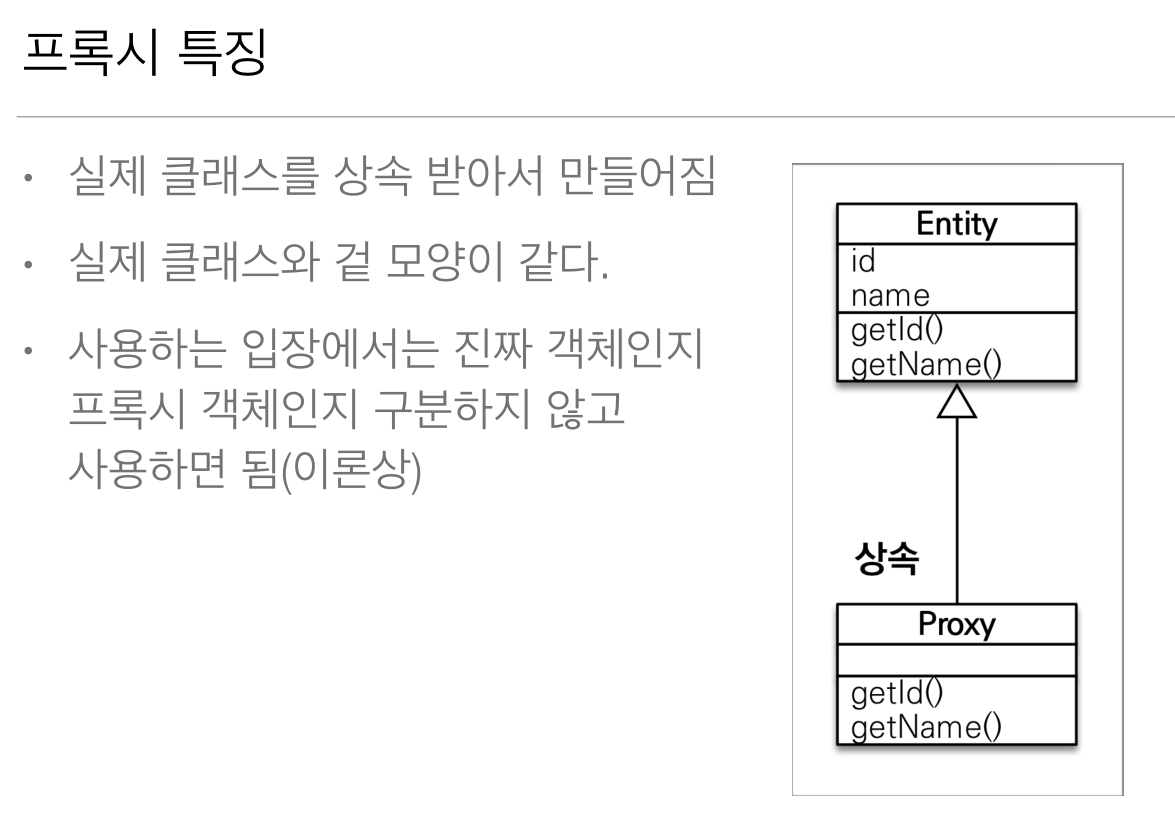 프록시 특징
• 실제 클래스를 상속 받아서 만들어짐
• 실제 클래스와 겉 모양이 같다.
• 사용하는 입장에서는 진짜 객체인지
프록시 객체인지 구분하지 않고
사용하면 됨(이론상)
Entity
id
name
getId()
getName()
상속
Proxy
getId()
getName()